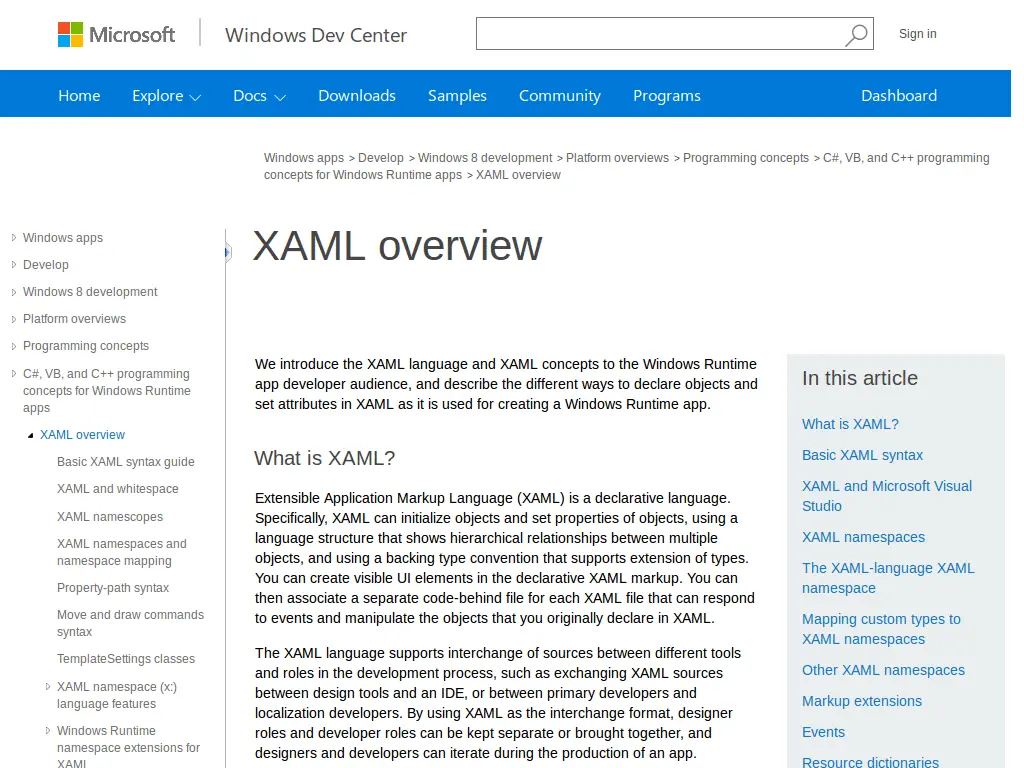 Microsoft
Windows Dev Center
Sign in
Home
Explore
Docs
Downloads
Samples
Community
Programs
Dashboard
Windows apps > Develop > Windows 8 development > Platform overviews > Programming concepts > C#, VB, and C++ programming
concepts for Windows Runtime apps > XAML overview
Windows apps
Develop
Windows 8 development
Platform overviews
Programming concepts
C#, VB, and C++ programming
concepts for Windows Runtime
apps
XAML overview
Basic XAML syntax guide
XAML and whitespace
XAML namescopes
XAML namespaces and
namespace mapping
Property-path syntax
Move and draw commands
syntax
TemplateSettings classes
XAML namespace (x:)
language features
Windows Runtime
namespace extensions for
XAML
XAML overview
We introduce the XAML language and XAML concepts to the Windows Runtime
app developer audience, and describe the different ways to declare objects and
set attributes in XAML as it is used for creating a Windows Runtime app.
What is XAML?
Extensible Application Markup Language (XAML) is a declarative language.
Specifically, XAML can initialize objects and set properties of objects, using a
language structure that shows hierarchical relationships between multiple
objects, and using a backing type convention that supports extension of types.
You can create visible UI elements in the declarative XAML markup. You can
then associate a separate code-behind file for each XAML file that can respond
to events and manipulate the objects that you originally declare in XAML.
The XAML language supports interchange of sources between different tools
and roles in the development process, such as exchanging XAML sources
between design tools and an IDE, or between primary developers and
localization developers. By using XAML as the interchange format, designer
roles and developer roles can be kept separate or brought together, and
designers and developers can iterate during the production of an app.
In this article
What is XAML?
Basic XAML syntax
XAML and Microsoft Visual
Studio
XAML namespaces
The XAML-language XAML
namespace
Mapping custom types to
XAML namespaces
Other XAML namespaces
Markup extensions
Events
Resource dictionaries